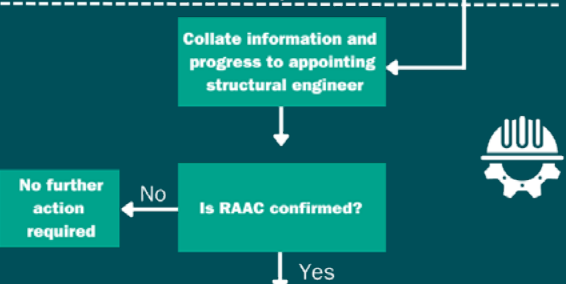 Collate information and
progress to appointing
structural engineer
No further
action
required
No
Is RAAC confirmed?
Yes